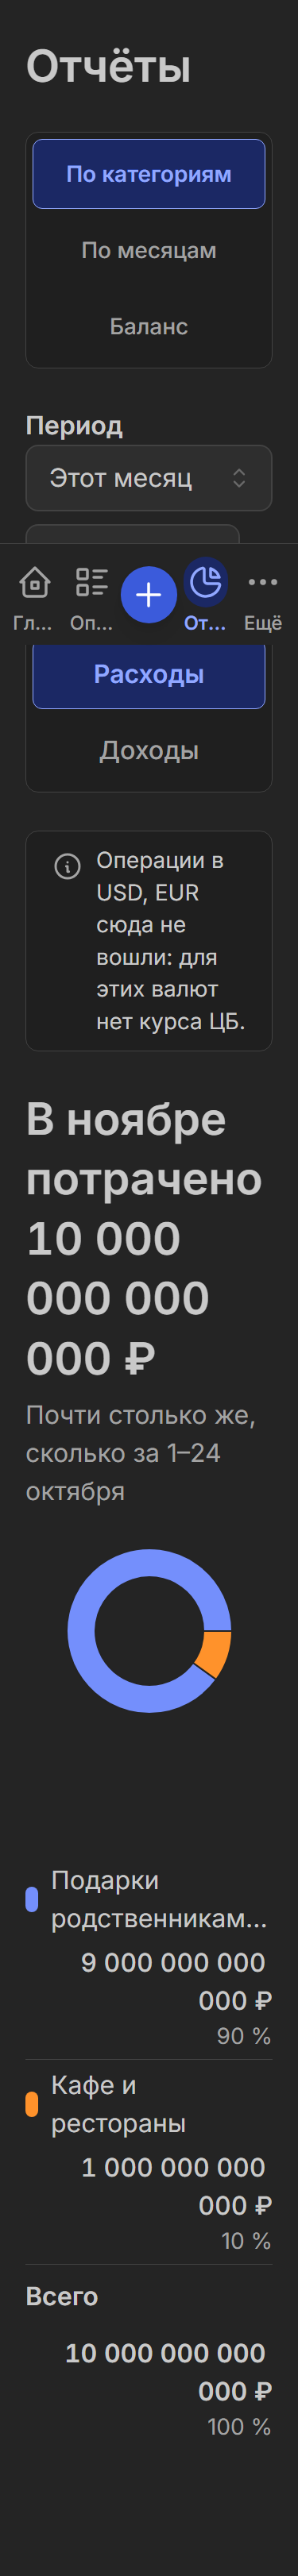 Отчёты
По категориям
По месяцам
Баланс
Период
Этот месяц
Гл...
Оп...
От...
Ещё
Расходы
Доходы
Операции в
USD, EUR
сюда не
вошли: для
этих валют
нет курса ЦБ.
В ноябре
потрачено
10 000
000 000
000 ₽
Почти столько же,
сколько за 1–24
октября
Подарки
родственникам...
9 000 000 000
000 ₽
90 %
Кафе и
рестораны
1 000 000 000
000 ₽
10 %
Всего
10 000 000 000
000 ₽
100 %